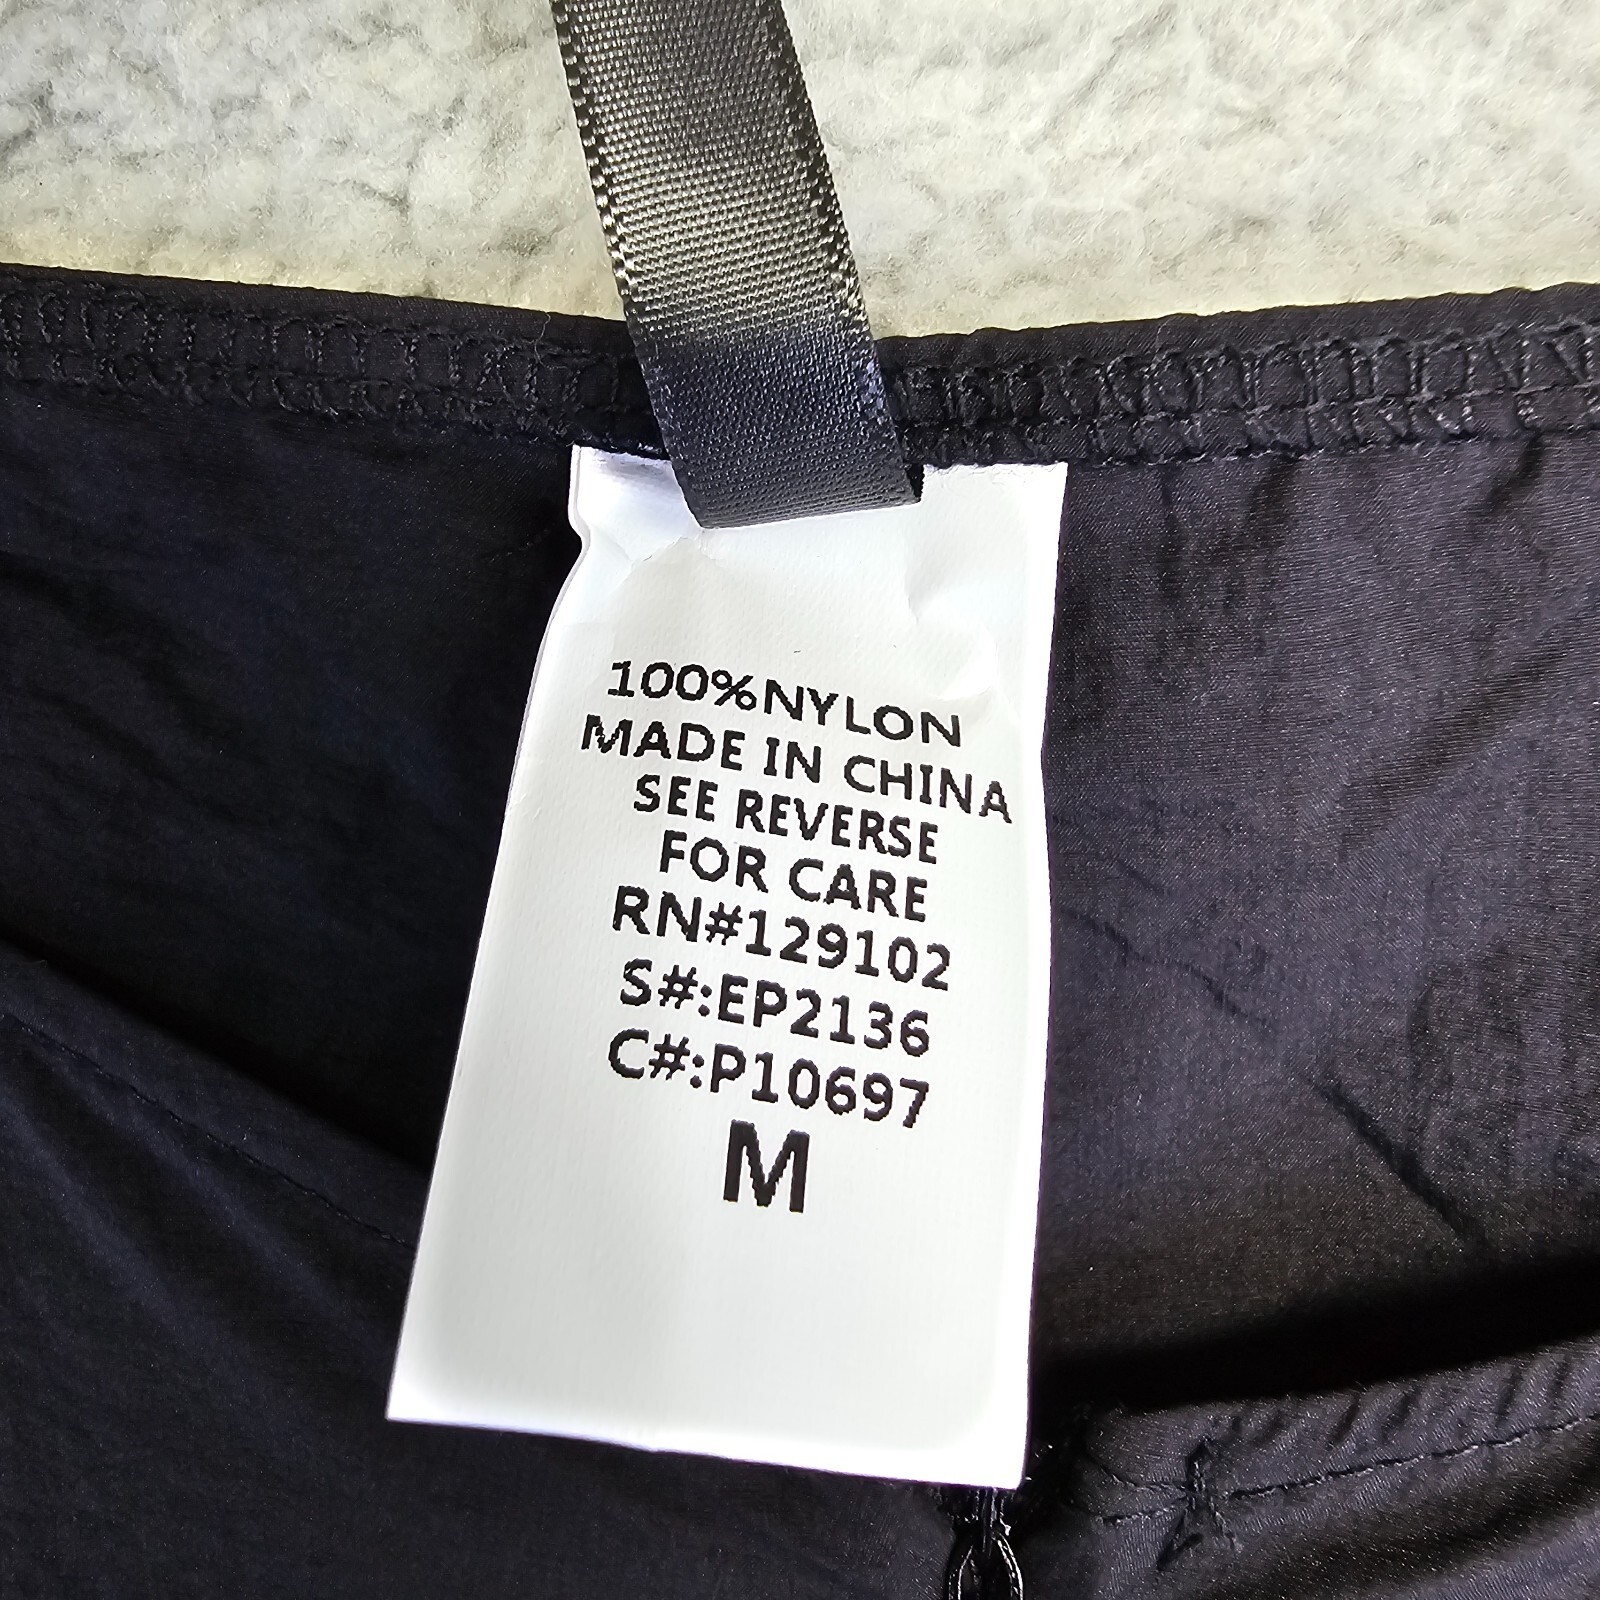 100%NYLON
MADE IN CHINA
SEE REVERSE
FOR CARE
RN#129102
S#:EP2136
C#:P10697
M